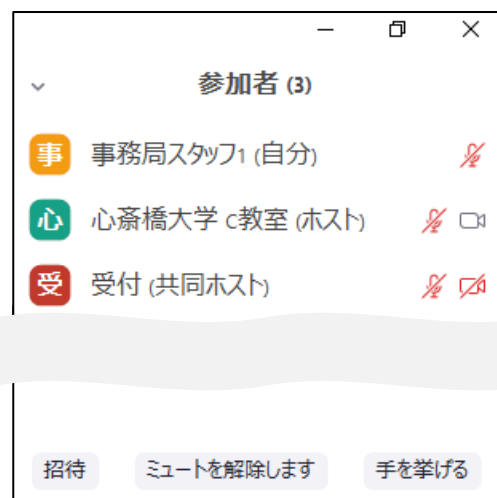 参加者 (3)
事 事務局スタッフ1 (自分)
心 心斎橋大学 C教室 (ホスト)
受 受付 (共同ホスト)
招待 ミュートを解除します 手を挙げる